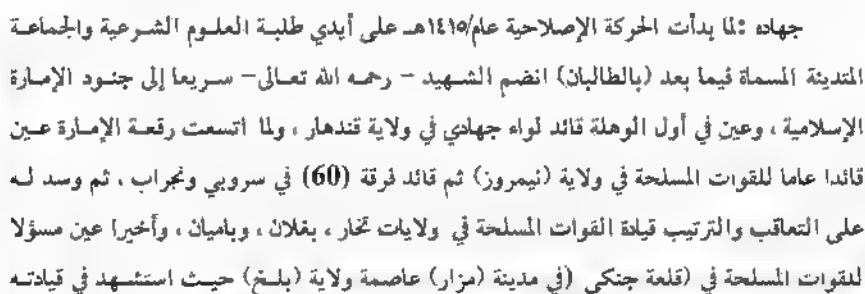 جهاده :لما بدأت الحركة الإصلاحية عام/١٤١٥هـ على أيدي طلبة العلوم الشرعية والجماعة
المتدينة المسماة فيما بعد (بالطالبان) انضم الشهيد – رحمه الله تعالى– سريعا إلى جنود الإمارة
الإسلامية ، وعين في أول الوهلة قائد لواء جهادي في ولاية قندهار ، ولما اتسعت رقعة الإمارة عين
قائدا عاما للقوات المسلحة في ولاية (نيمروز) ثم قائد فرقة (60) في سروبي ونجراب ، ثم وسد له
على التعاقب والترتيب قيادة القوات المسلحة في ولايات تخار ، بغلان ، وباميان ، وأخيرا عين مسؤلا
للقوات المسلحة في (قلعة جنكي (في مدينة (مزار) عاصمة ولاية (بلخ) حيث استشهد في قيادته